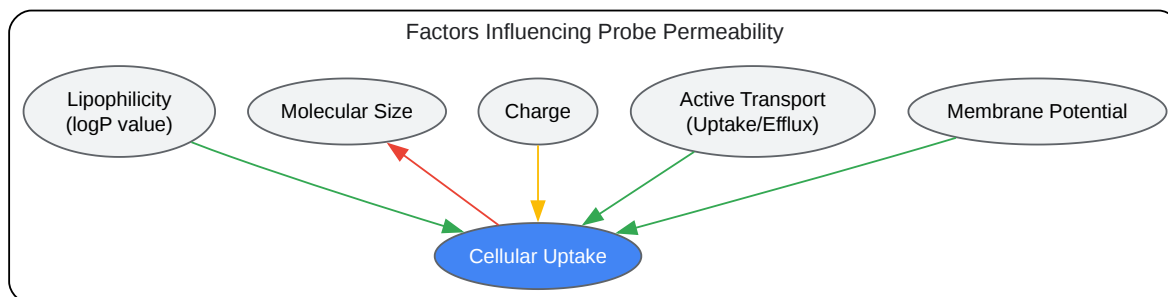 Factors Influencing Probe Permeability
Lipophilicity
(logP value)
Molecular Size
Charge
Active Transport
(Uptake/Efflux)
Membrane Potential
Cellular Uptake